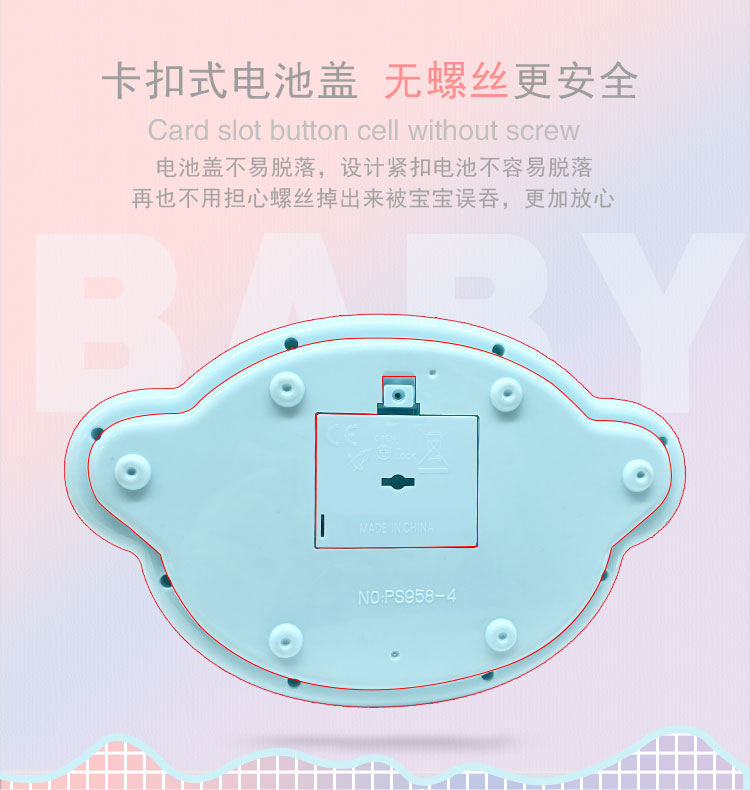 卡扣式电池盖 无螺丝更安全
Card slot button cell without screw
电池盖不易脱落，设计紧扣电池不容易脱落
再也不用担心螺丝掉出来被宝宝误吞，更加放心
BABY
CE
MADE IN CHINA
NO:PS958-4